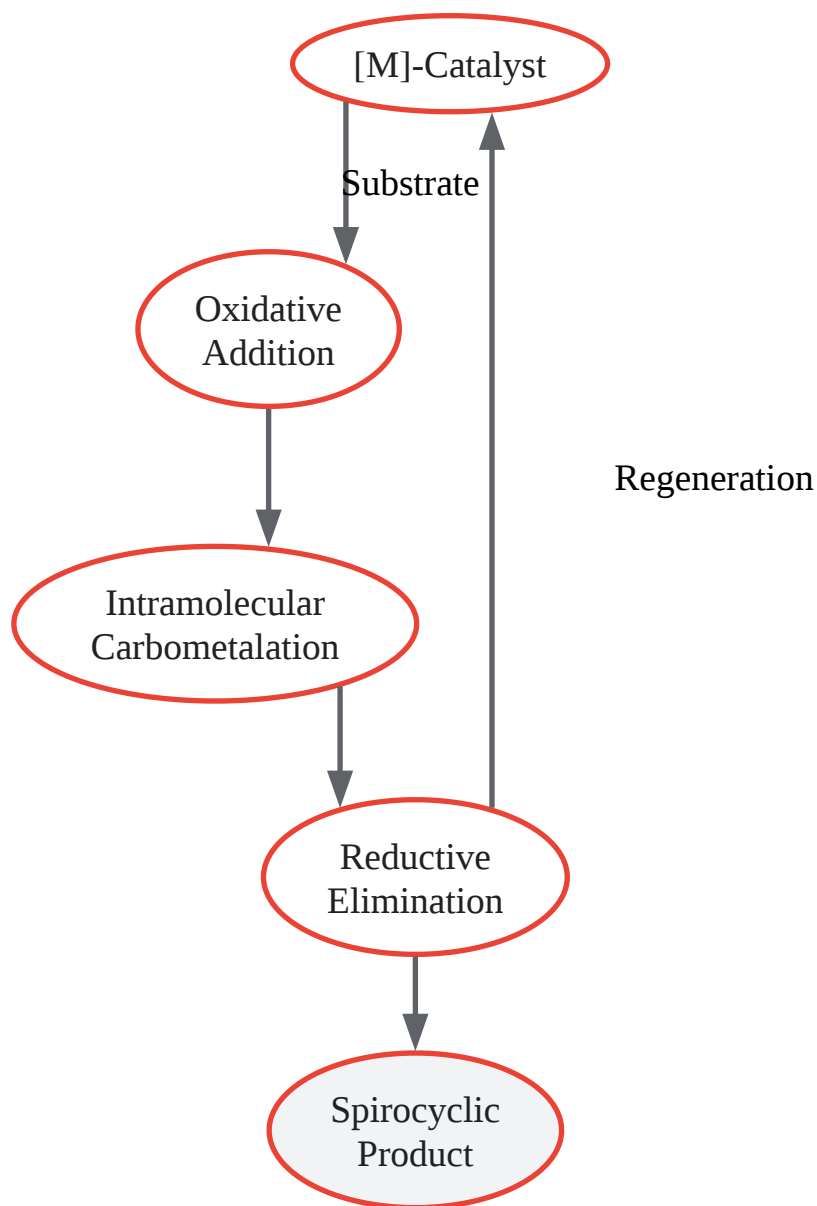 [M]-Catalyst
Substrate
Oxidative
Addition
Regeneration
Intramolecular
Carbometalation
Reductive
Elimination
Spirocyclic
Product